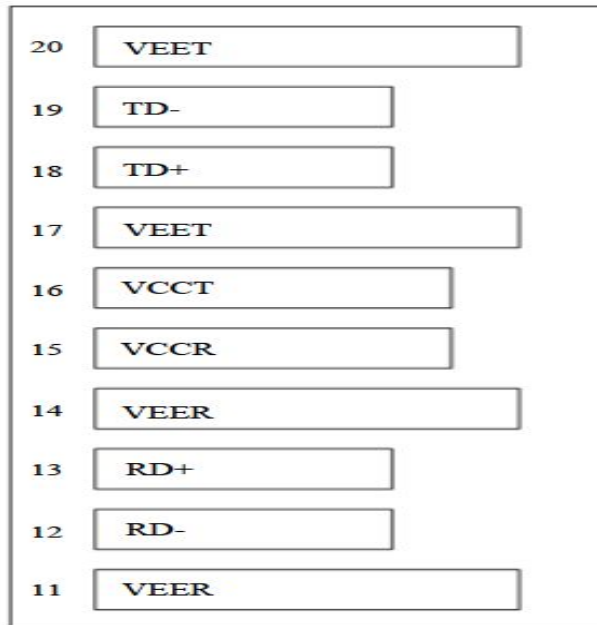 20 VEET
19 TD-
18 TD+
17 VEET
16 VCCT
15 VCCR
14 VEER
13 RD+
12 RD-
11 VEER